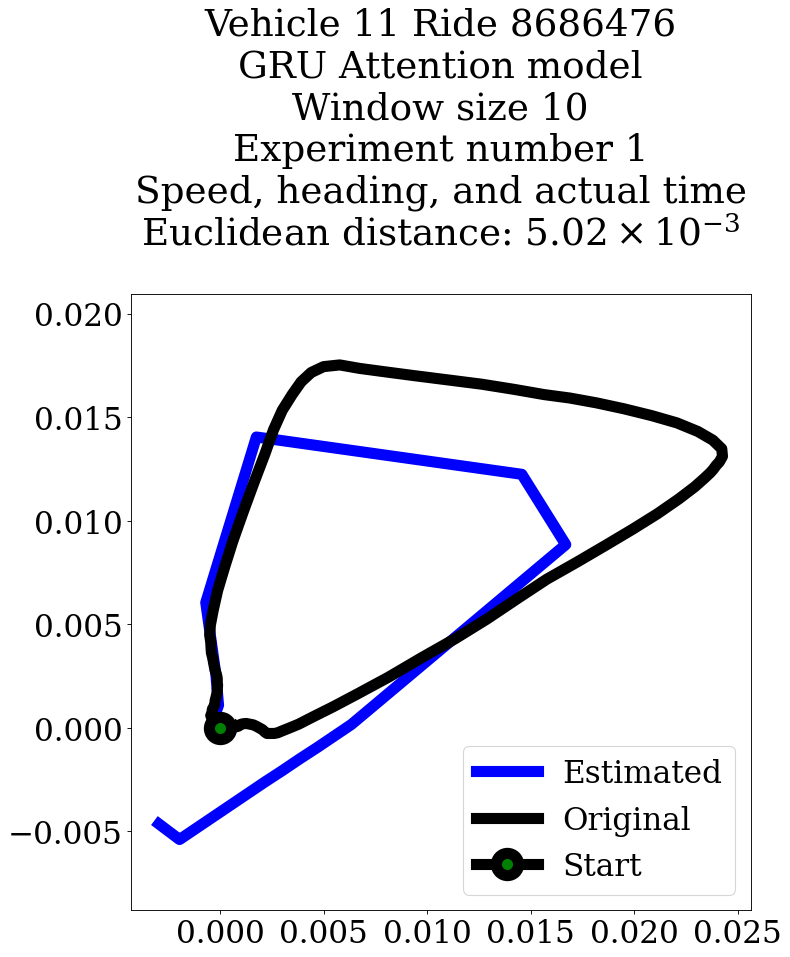 Vehicle 11 Ride 8686476
GRU Attention model
Window size 10
Experiment number 1
Speed, heading, and actual time
Euclidean distance: 5.02 × 10⁻³
0.020
0.015
0.010
0.005
0.000
−0.005
Estimated
Original
Start
0.000 0.005 0.010 0.015 0.020 0.025